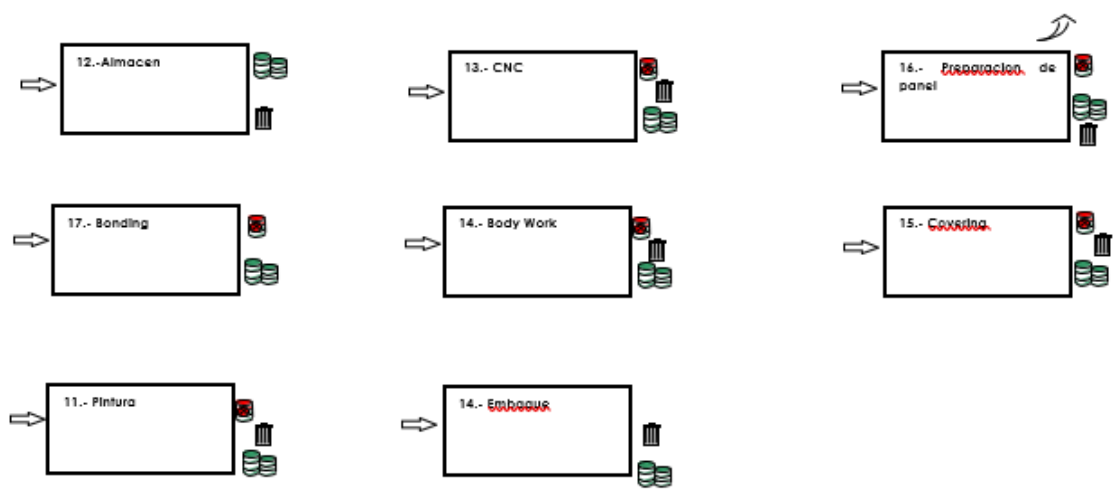 12.-Almacen
13.- CNC
16.- Preparacion de
panel
17.- Bonding
14.- Body Work
15.- Covering
11.- Pintura
14.- Embaque